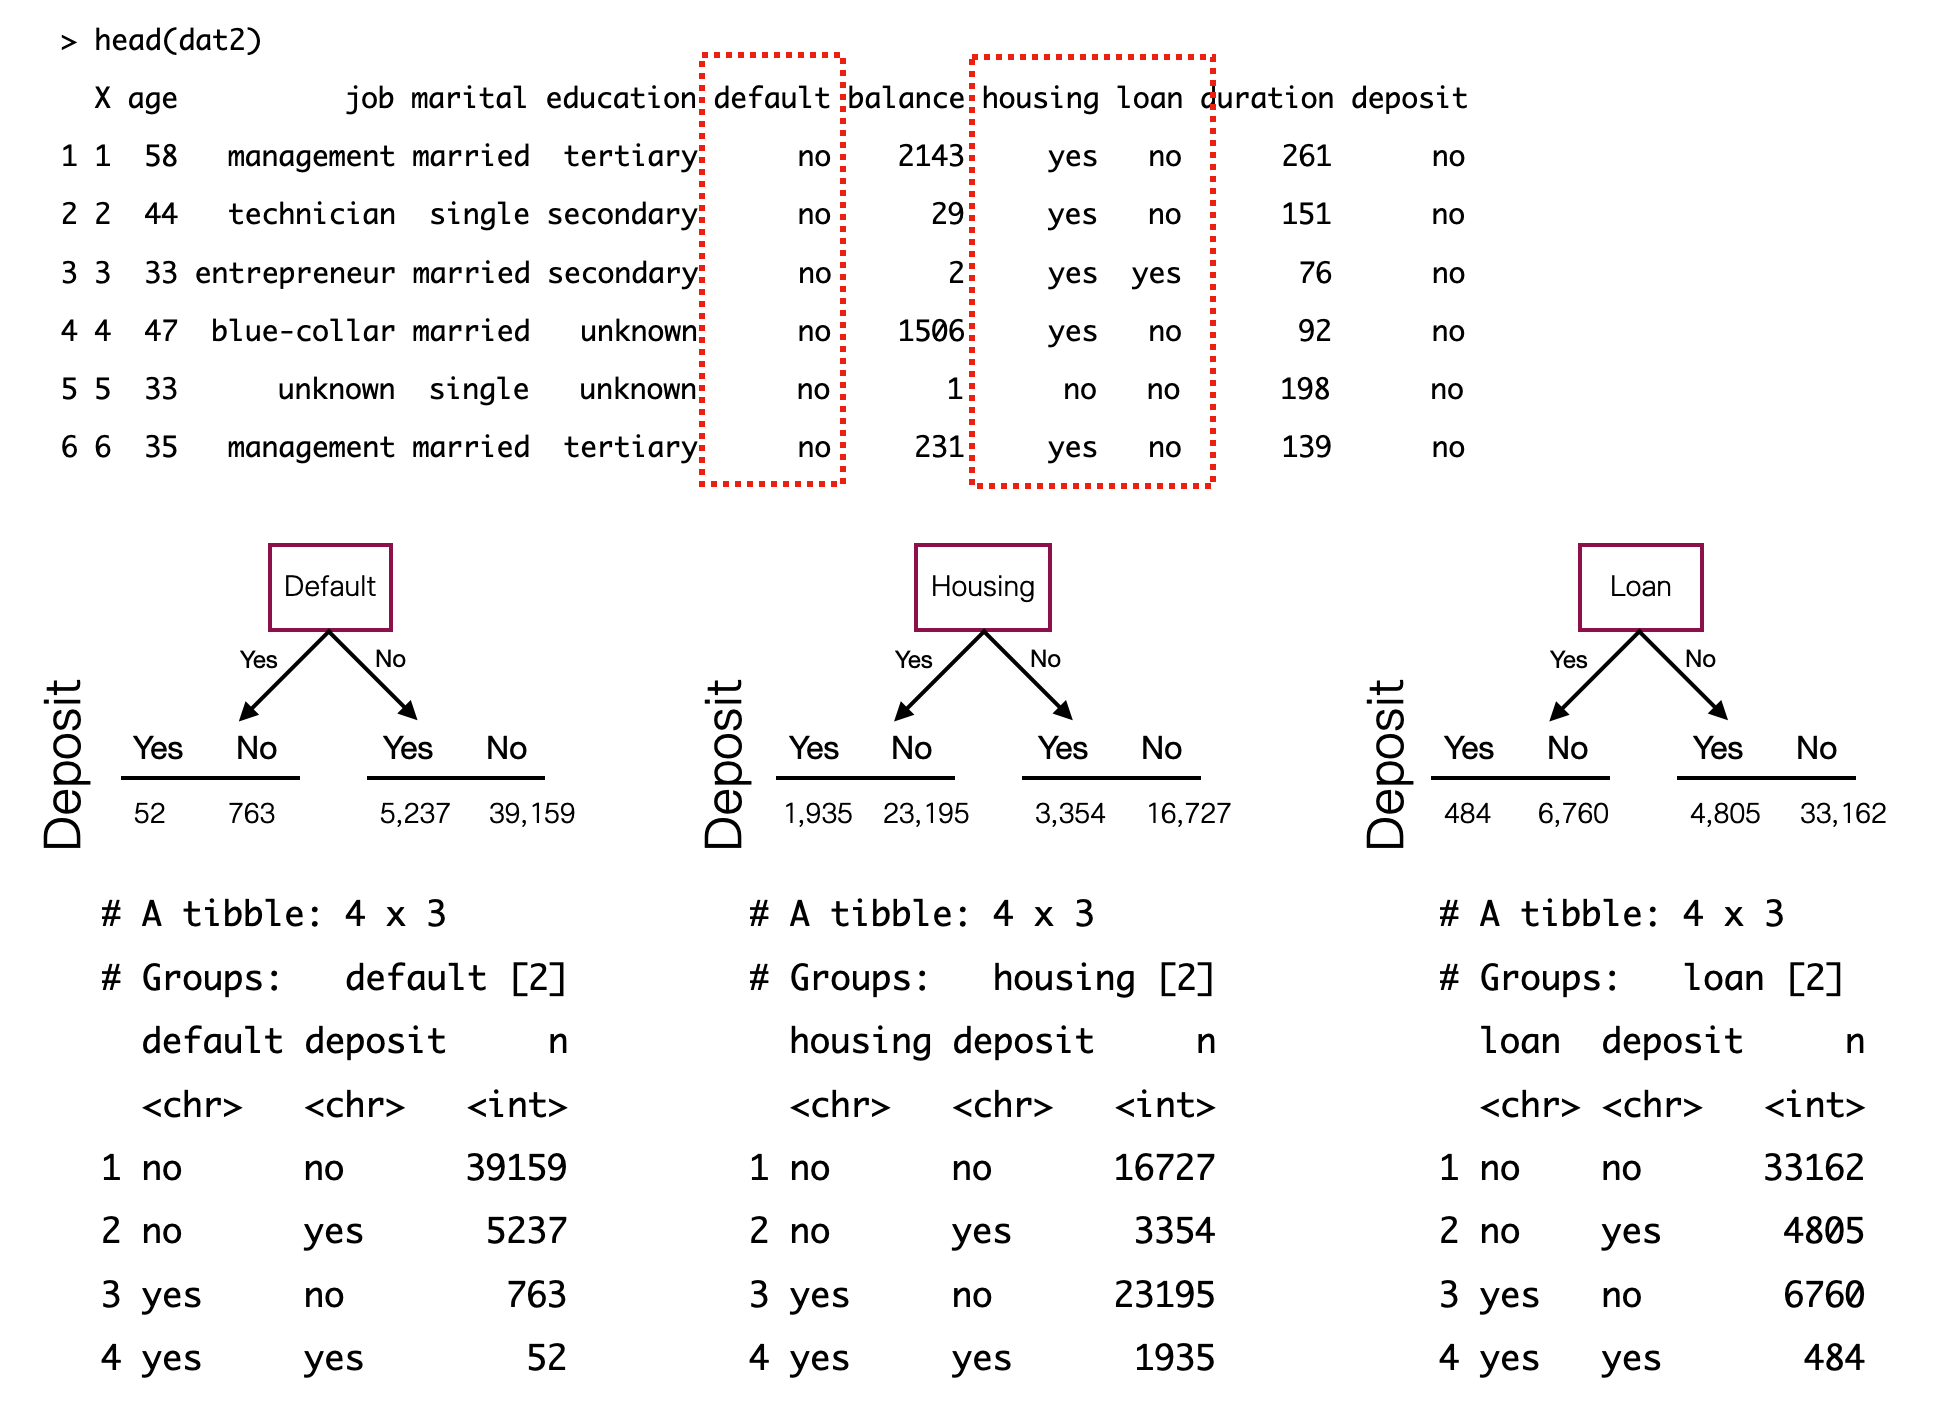 > head(dat2)
X age job marital education default balance housing loan duration deposit
1 1 58 management married tertiary no 2143 yes no 261 no
2 2 44 technician single secondary no 29 yes no 151 no
3 3 33 entrepreneur married secondary no 2 yes yes 76 no
4 4 47 blue-collar married unknown no 1506 yes no 92 no
5 5 33 unknown single unknown no 1 no no 198 no
6 6 35 management married tertiary no 231 yes no 139 no
Default
Yes No
Deposit
Yes No Yes No
52 763 5,237 39,159
Housing
Yes No
Deposit
Yes No Yes No
1,935 23,195 3,354 16,727
Loan
Yes No
Deposit
Yes No Yes No
484 6,760 4,805 33,162
# A tibble: 4 x 3
# Groups: default [2]
default deposit n
<chr> <chr> <int>
1 no no 39159
2 no yes 5237
3 yes no 763
4 yes yes 52
# A tibble: 4 x 3
# Groups: housing [2]
housing deposit n
<chr> <chr> <int>
1 no no 16727
2 no yes 3354
3 yes no 23195
4 yes yes 1935
# A tibble: 4 x 3
# Groups: loan [2]
loan deposit n
<chr> <chr> <int>
1 no no 33162
2 no yes 4805
3 yes no 6760
4 yes yes 484